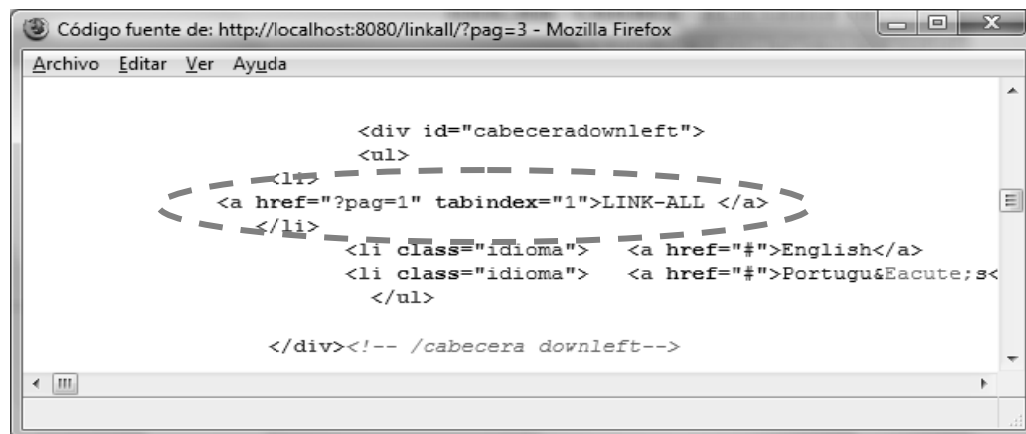 Código fuente de: http://localhost:8080/linkall/?pag=3 - Mozilla Firefox
Archivo Editar Ver Ayuda
<div id="cabeceradownleft">
<ul>
<li>
<a href="?pag=1" tabindex="1">LINK-ALL </a>
</li>
<li class="idioma"> <a href="#">English</a>
<li class="idioma"> <a href="#">Portugu&Eacute;s<
</ul>
</div><!-- /cabecera downleft-->